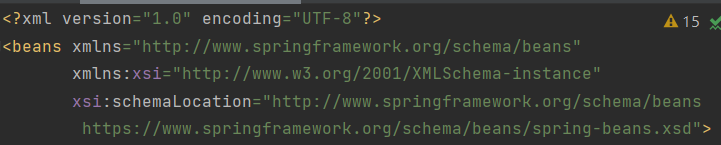 <?xml version="1.0" encoding="UTF-8"?>
15
<beans xmlns="http://www.springframework.org/schema/beans"
xmlns:xsi="http://www.w3.org/2001/XMLSchema-instance"
xsi:schemaLocation="http://www.springframework.org/schema/beans
https://www.springframework.org/schema/beans/spring-beans.xsd">